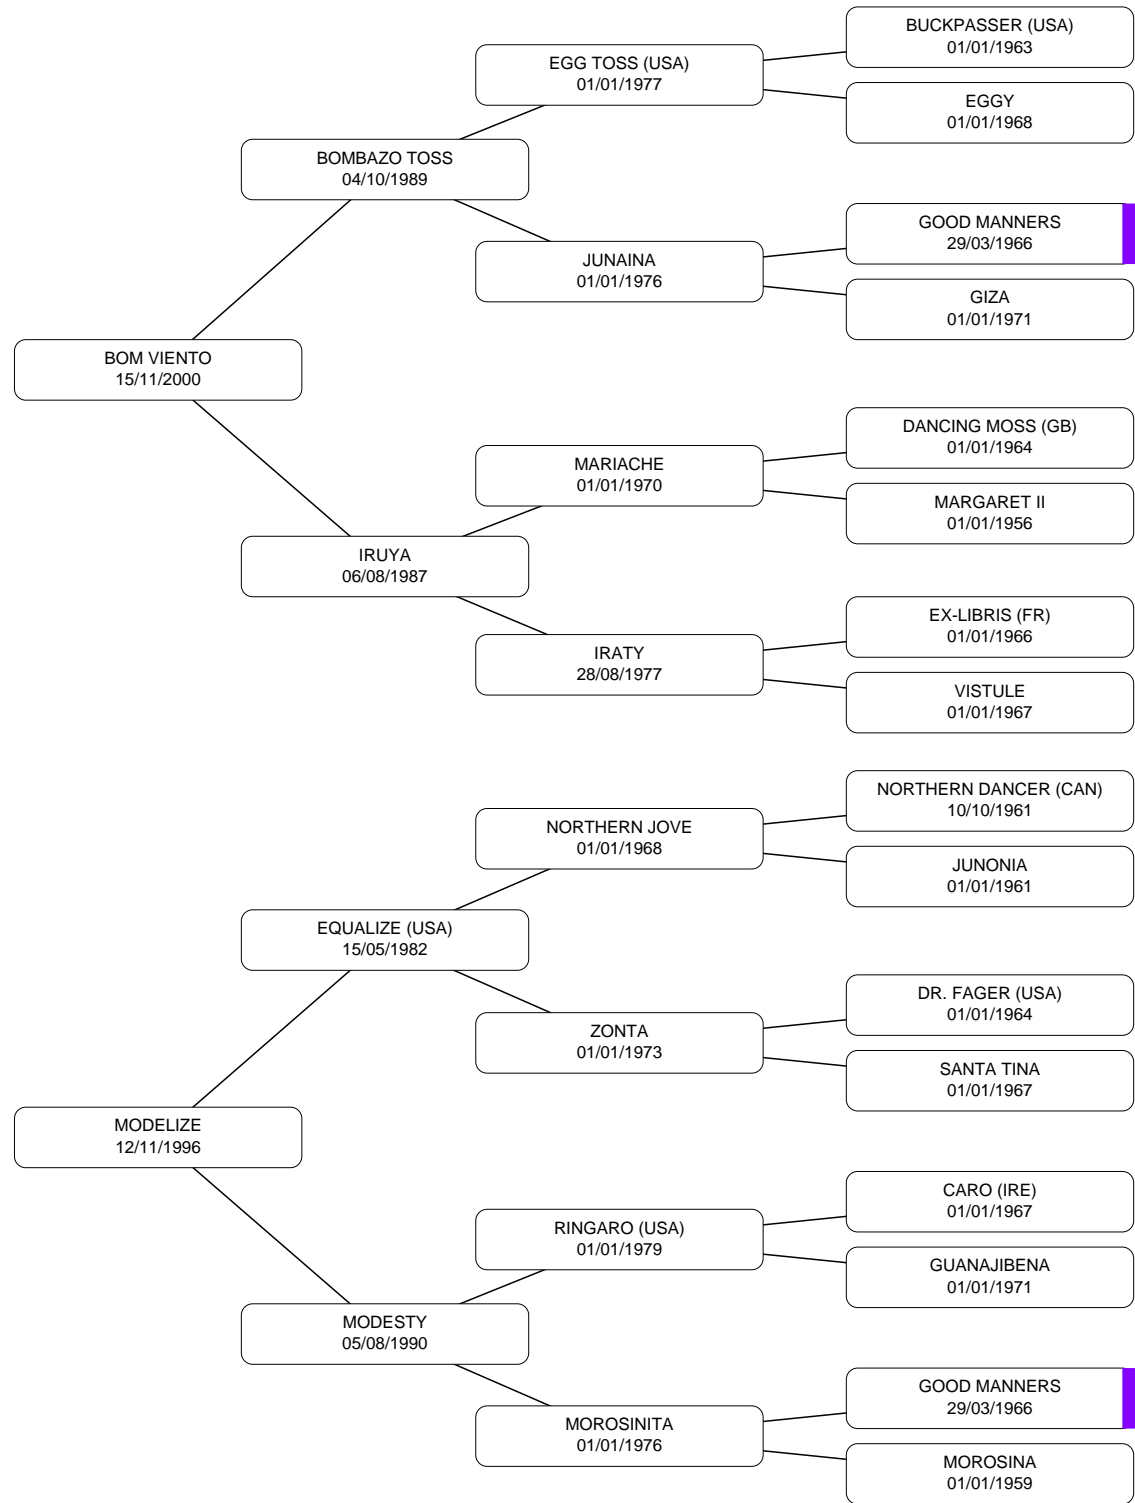 BUCKPASSER (USA)
01/01/1963
EGG TOSS (USA)
01/01/1977
EGGY
01/01/1968
BOMBAZO TOSS
04/10/1989
GOOD MANNERS
29/03/1966
JUNAINA
01/01/1976
GIZA
01/01/1971
BOM VIENTO
15/11/2000
DANCING MOSS (GB)
01/01/1964
MARIACHE
01/01/1970
MARGARET II
01/01/1956
IRUYA
06/08/1987
EX-LIBRIS (FR)
01/01/1966
IRATY
28/08/1977
VISTULE
01/01/1967
NORTHERN DANCER (CAN)
10/10/1961
NORTHERN JOVE
01/01/1968
JUNONIA
01/01/1961
EQUALIZE (USA)
15/05/1982
DR. FAGER (USA)
01/01/1964
ZONTA
01/01/1973
SANTA TINA
01/01/1967
MODELIZE
12/11/1996
CARO (IRE)
01/01/1967
RINGARO (USA)
01/01/1979
GUANAJIBENA
01/01/1971
MODESTY
05/08/1990
GOOD MANNERS
29/03/1966
MOROSINITA
01/01/1976
MOROSINA
01/01/1959